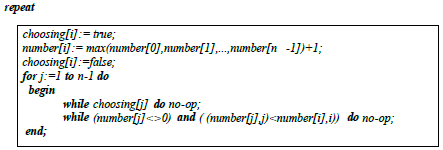 repeat
choosing[i]:= true;
number[i]:= max(number[0],number[1],...,number[n -1])+1;
choosing[i]:=false;
for j:=1 to n-1 do
begin
while choosing[j] do no-op;
while (number[j]<>0) and ( (number[j],j)<number[i],i)) do no-op;
end;